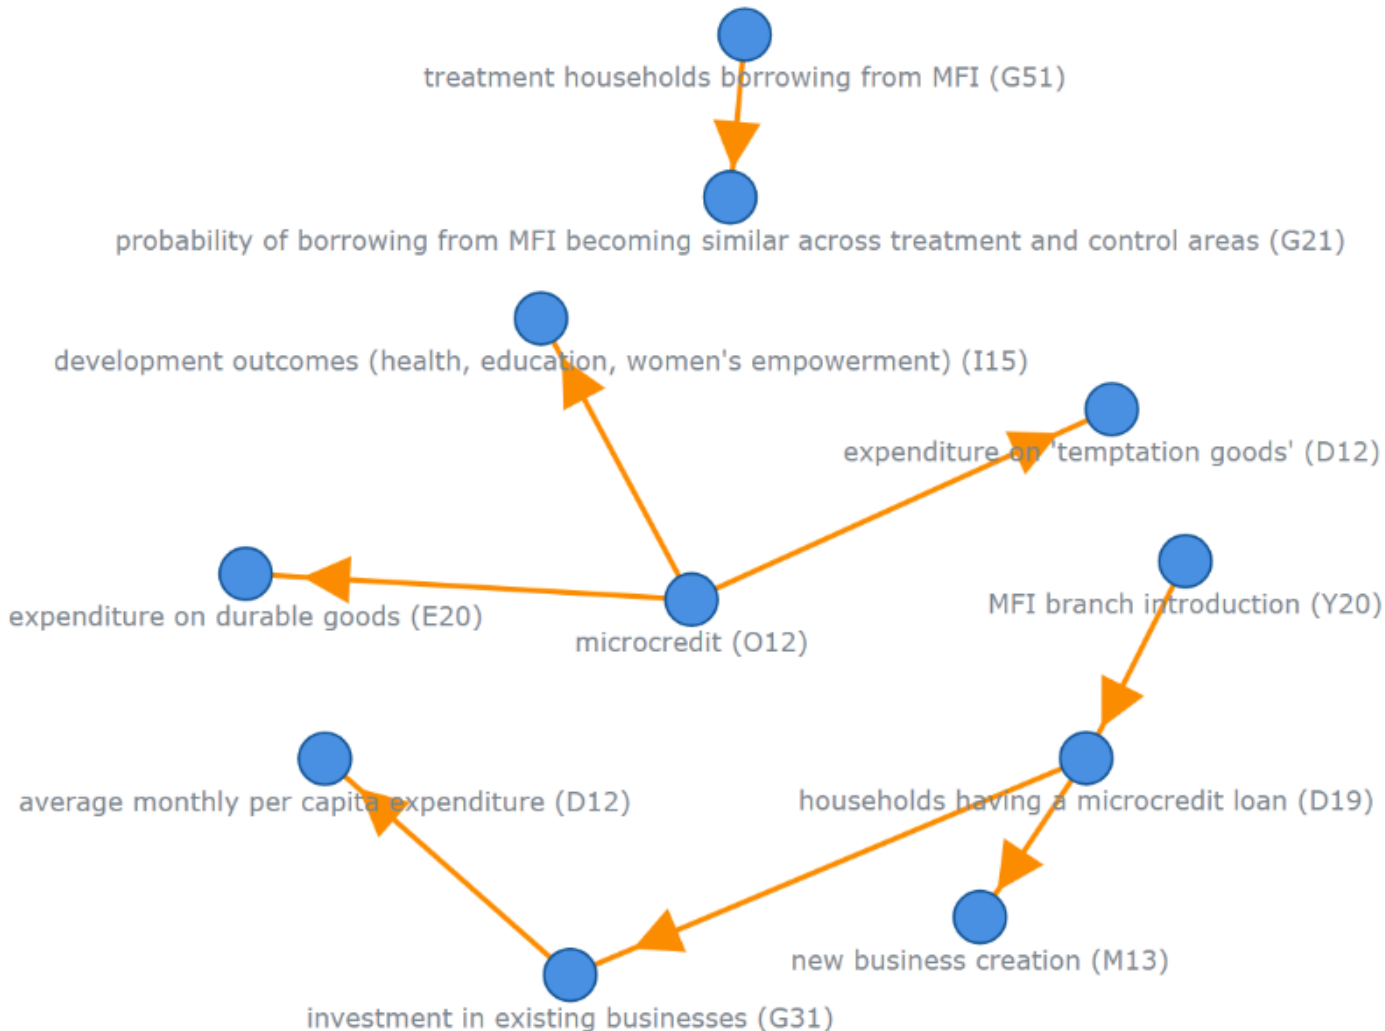 treatment households borrowing from MFI (G51)
probability of borrowing from MFI becoming similar across treatment and control areas (G21)
development outcomes (health, education, women's empowerment) (I15)
expenditure on 'temptation goods' (D12)
MFI branch introduction (Y20)
expenditure on durable goods (E20)
microcredit (O12)
average monthly per capita expenditure (D12)
households having a microcredit loan (D19)
new business creation (M13)
investment in existing businesses (G31)